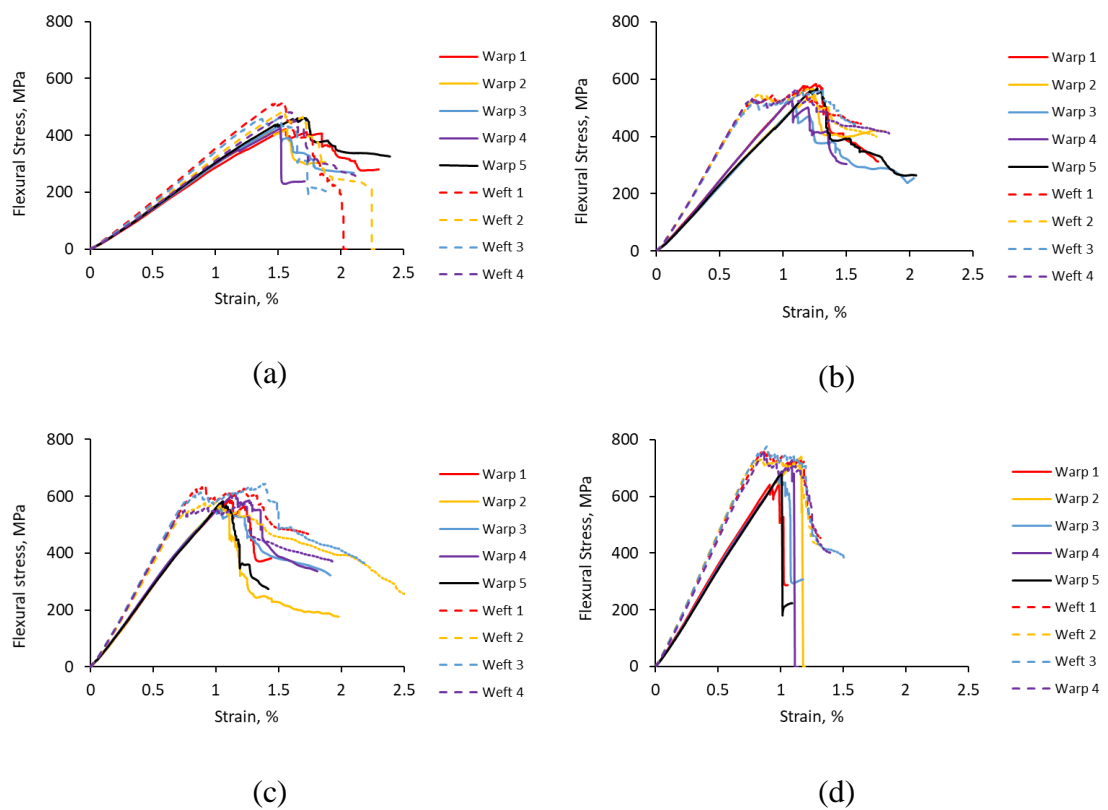 Flexural Stress, MPa
800
600
400
200
0
0 0.5 1 1.5 2 2.5
Strain, %
Warp 1
Warp 2
Warp 3
Warp 4
Warp 5
Weft 1
Weft 2
Weft 3
Weft 4
(a)
Flexural Stress, MPa
800
600
400
200
0
0 0.5 1 1.5 2 2.5
Strain, %
Warp 1
Warp 2
Warp 3
Warp 4
Warp 5
Weft 1
Weft 2
Weft 3
Weft 4
(b)
Flexural stress, MPa
800
600
400
200
0
0 0.5 1 1.5 2 2.5
Strain, %
Warp 1
Warp 2
Warp 3
Warp 4
Warp 5
Weft 1
Weft 2
Weft 3
Weft 4
(c)
Flexural Stress, MPa
800
600
400
200
0
0 0.5 1 1.5 2 2.5
Strain, %
Warp 1
Warp 2
Warp 3
Warp 4
Warp 5
Weft 1
Weft 2
Weft 3
Warp 4
(d)